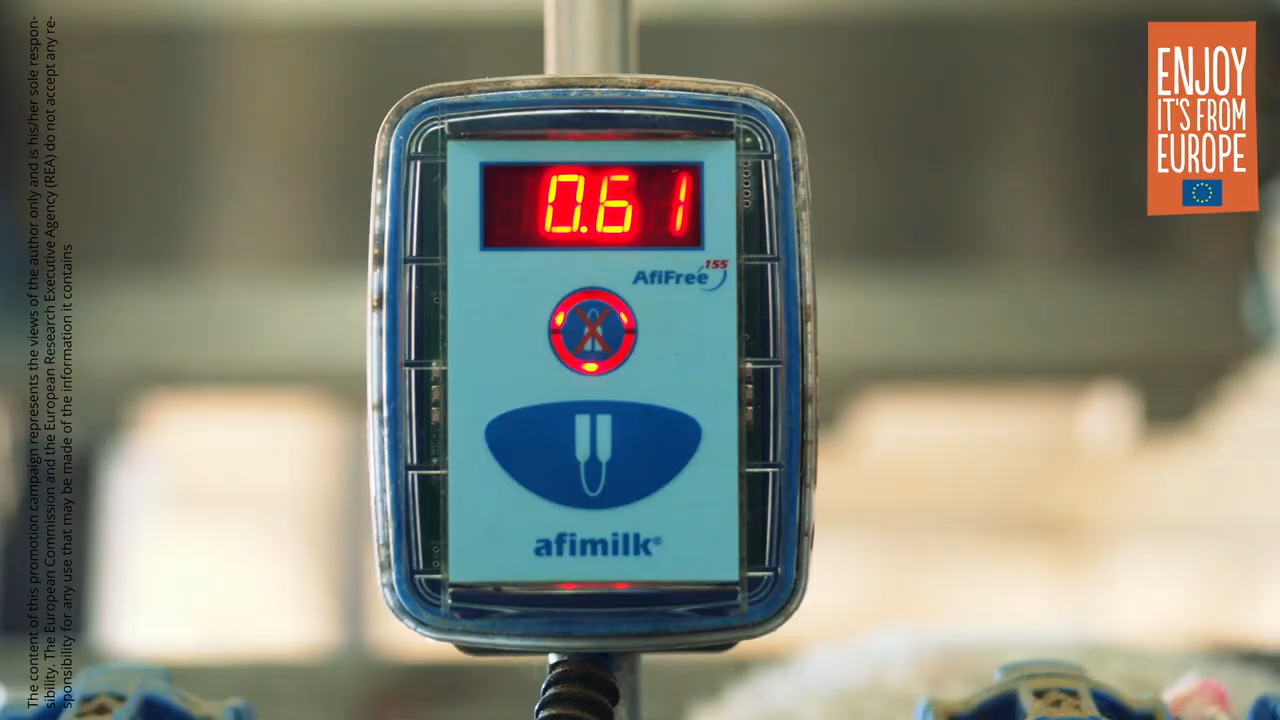 The content of this promotion campaign represents the views of the author only and is his/her sole respon-
sibility. The European Commission and the European Research Executive Agency (REA) do not accept any re-
sponsibility for any use that may be made of the information it contains
ENJOY
IT'S FROM
EUROPE
0.61
AfiFree 155
afimilk®